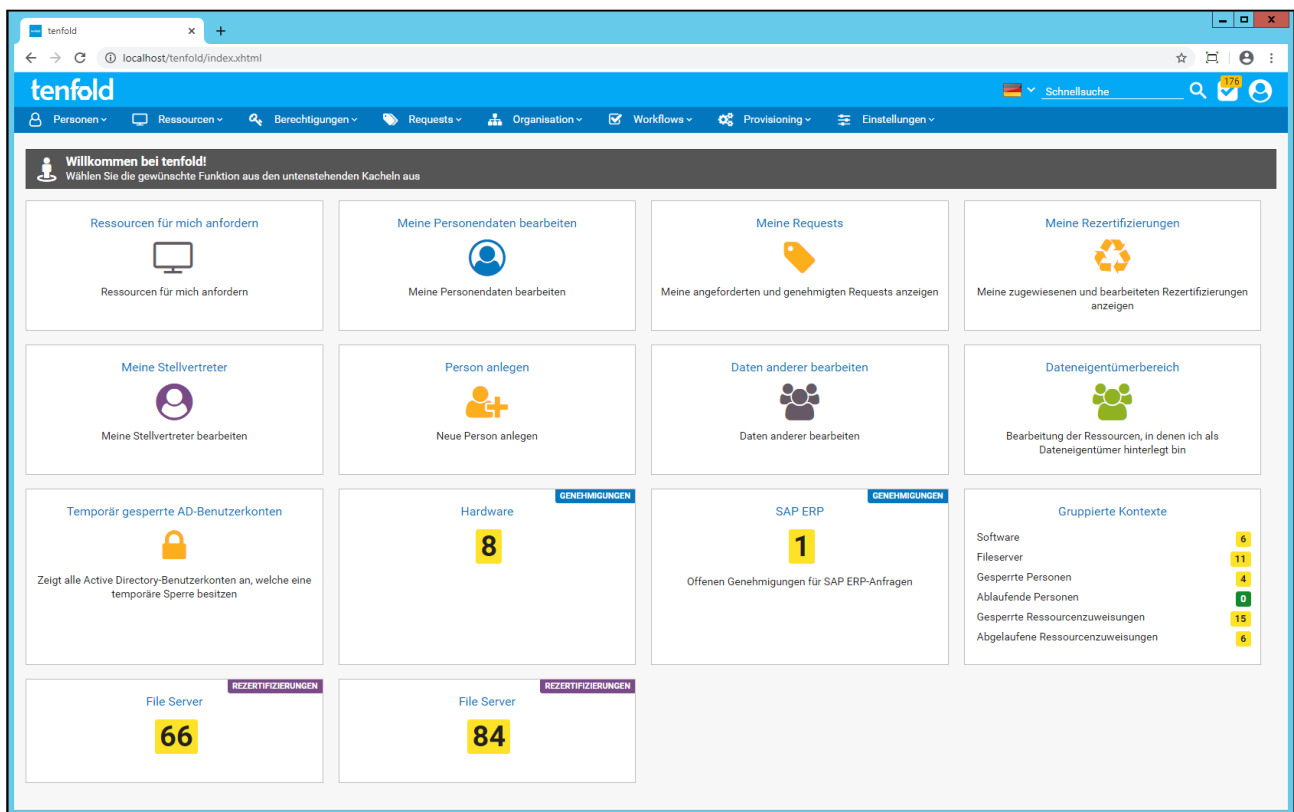 tenfold
localhost/tenfold/index.xhtml
tenfold
Schnellsuche
176
Personen
Ressourcen
Berechtigungen
Requests
Organisation
Workflows
Provisioning
Einstellungen
Willkommen bei tenfold!
Wählen Sie die gewünschte Funktion aus den untenstehenden Kacheln aus
Ressourcen für mich anfordern
Ressourcen für mich anfordern
Meine Personendaten bearbeiten
Meine Personendaten bearbeiten
Meine Requests
Meine angeforderten und genehmigten Requests anzeigen
Meine Rezertifizierungen
Meine zugewiesenen und bearbeiteten Rezertifizierungen
anzeigen
Meine Stellvertreter
Meine Stellvertreter bearbeiten
Person anlegen
Neue Person anlegen
Daten anderer bearbeiten
Daten anderer bearbeiten
Dateneigentümerbereich
Bearbeitung der Ressourcen, in denen ich als
Dateneigentümer hinterlegt bin
Temporär gesperrte AD-Benutzerkonten
Zeigt alle Active Directory-Benutzerkonten an, welche eine
temporäre Sperre besitzen
GENEHMIGUNGEN
Hardware
8
GENEHMIGUNGEN
SAP ERP
1
Offenen Genehmigungen für SAP ERP-Anfragen
Gruppierte Kontexte
Software 6
Fileserver 11
Gesperrte Personen 4
Ablaufende Personen 0
Gesperrte Ressourcenzuweisungen 15
Abgelaufene Ressourcenzuweisungen 6
REZERTIFIZIERUNGEN
File Server
66
REZERTIFIZIERUNGEN
File Server
84